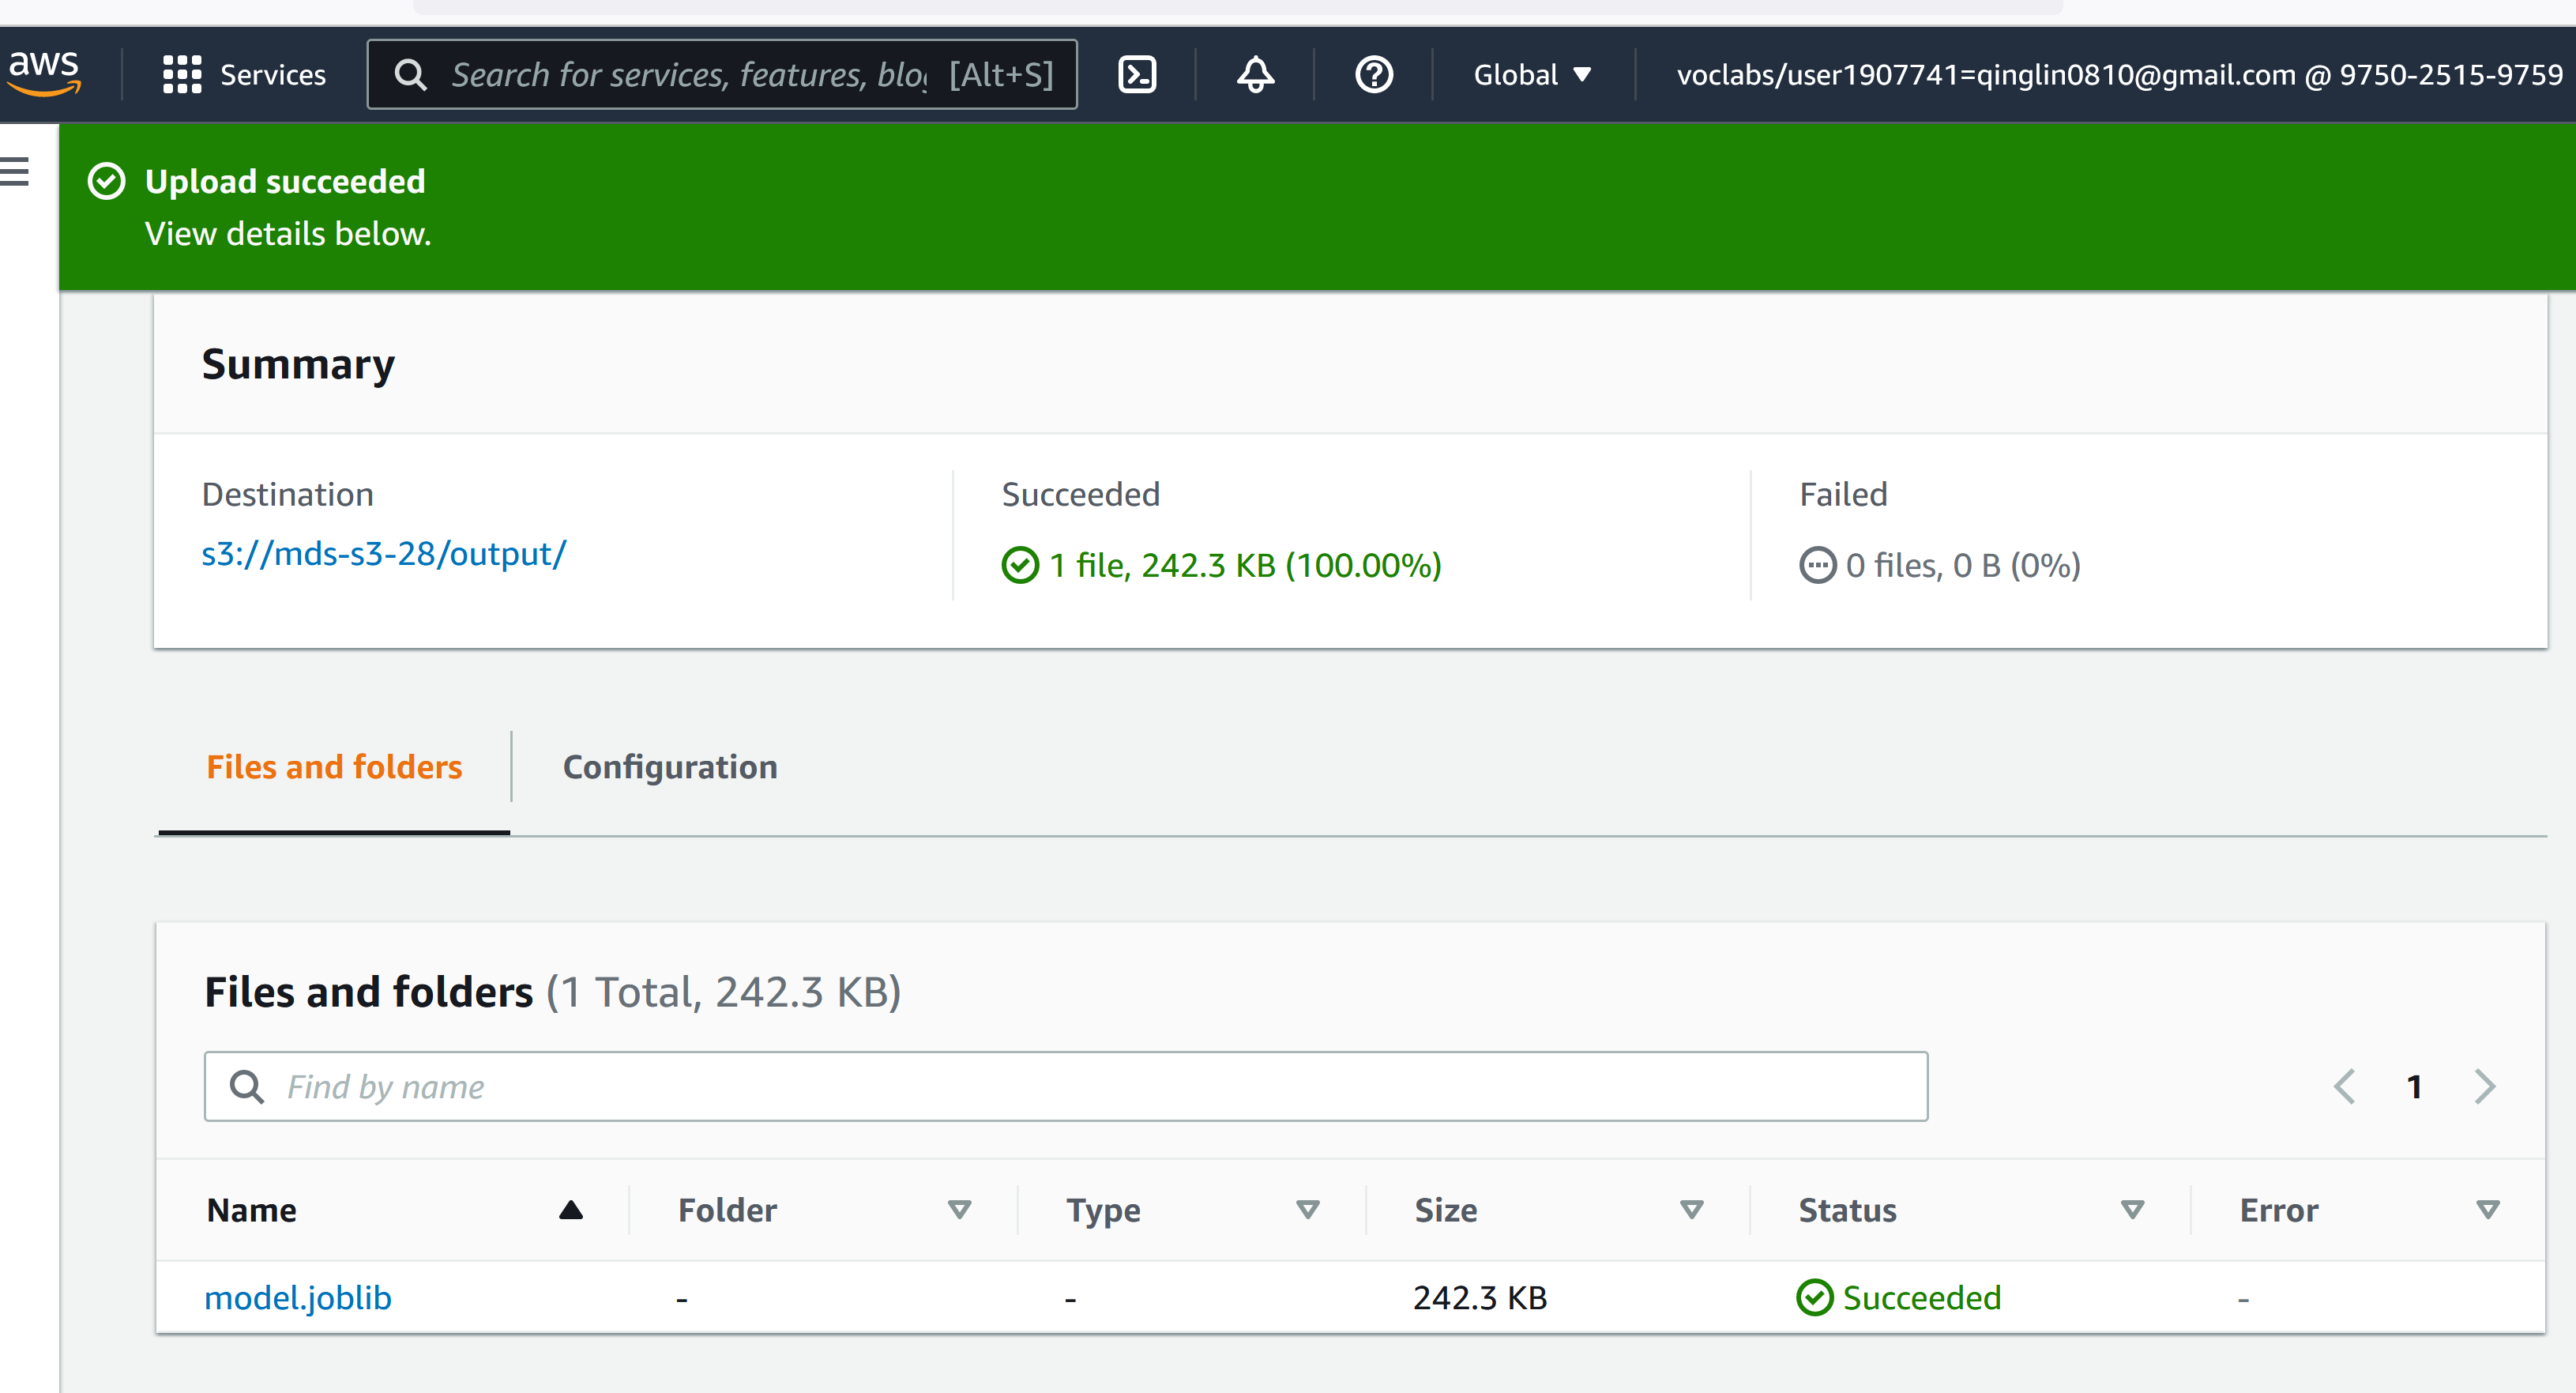 aws
Services
Search for services, features, blo
[Alt+S]
Global
voclabs/user1907741=qinglin0810@gmail.com @ 9750-2515-9759
Upload succeeded
View details below.
Summary
Destination
Succeeded
Failed
s3://mds-s3-28/output/
1 file, 242.3 KB (100.00%)
0 files, 0 B (0%)
Files and folders
Configuration
Files and folders (1 Total, 242.3 KB)
Find by name
1
Name Folder Type Size Status Error
model.joblib - - 242.3 KB Succeeded -